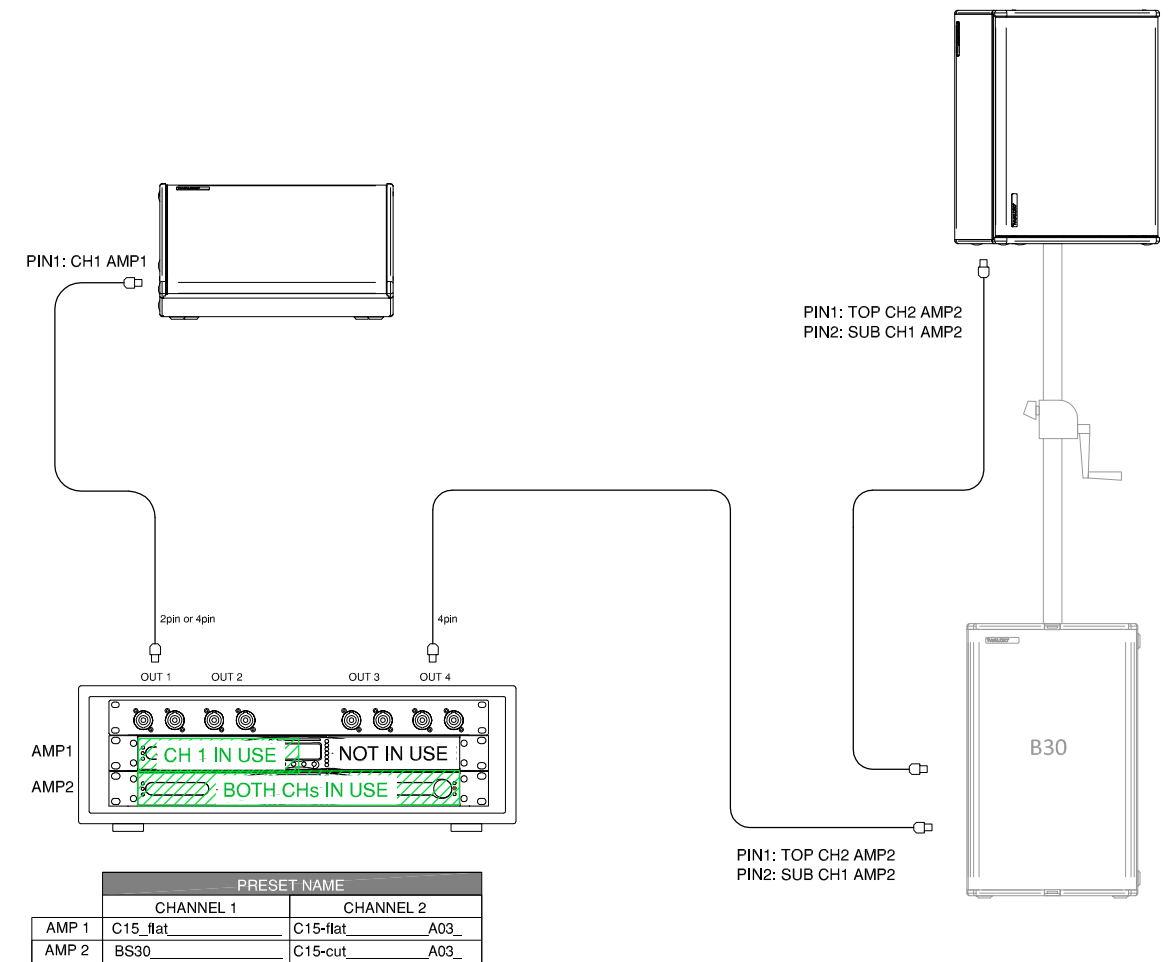 PIN1: CH1 AMP1
PIN1: TOP CH2 AMP2
PIN2: SUB CH1 AMP2
2pin or 4pin
4pin
OUT 1
OUT 2
OUT 3
OUT 4
AMP1
CH 1 IN USE
NOT IN USE
AMP2
BOTH CHs IN USE
B30
PIN1: TOP CH2 AMP2
PIN2: SUB CH1 AMP2
PRESET NAME
CHANNEL 1 CHANNEL 2
AMP 1 C15_flat C15-flat A03_
AMP 2 BS30 C15-cut A03_